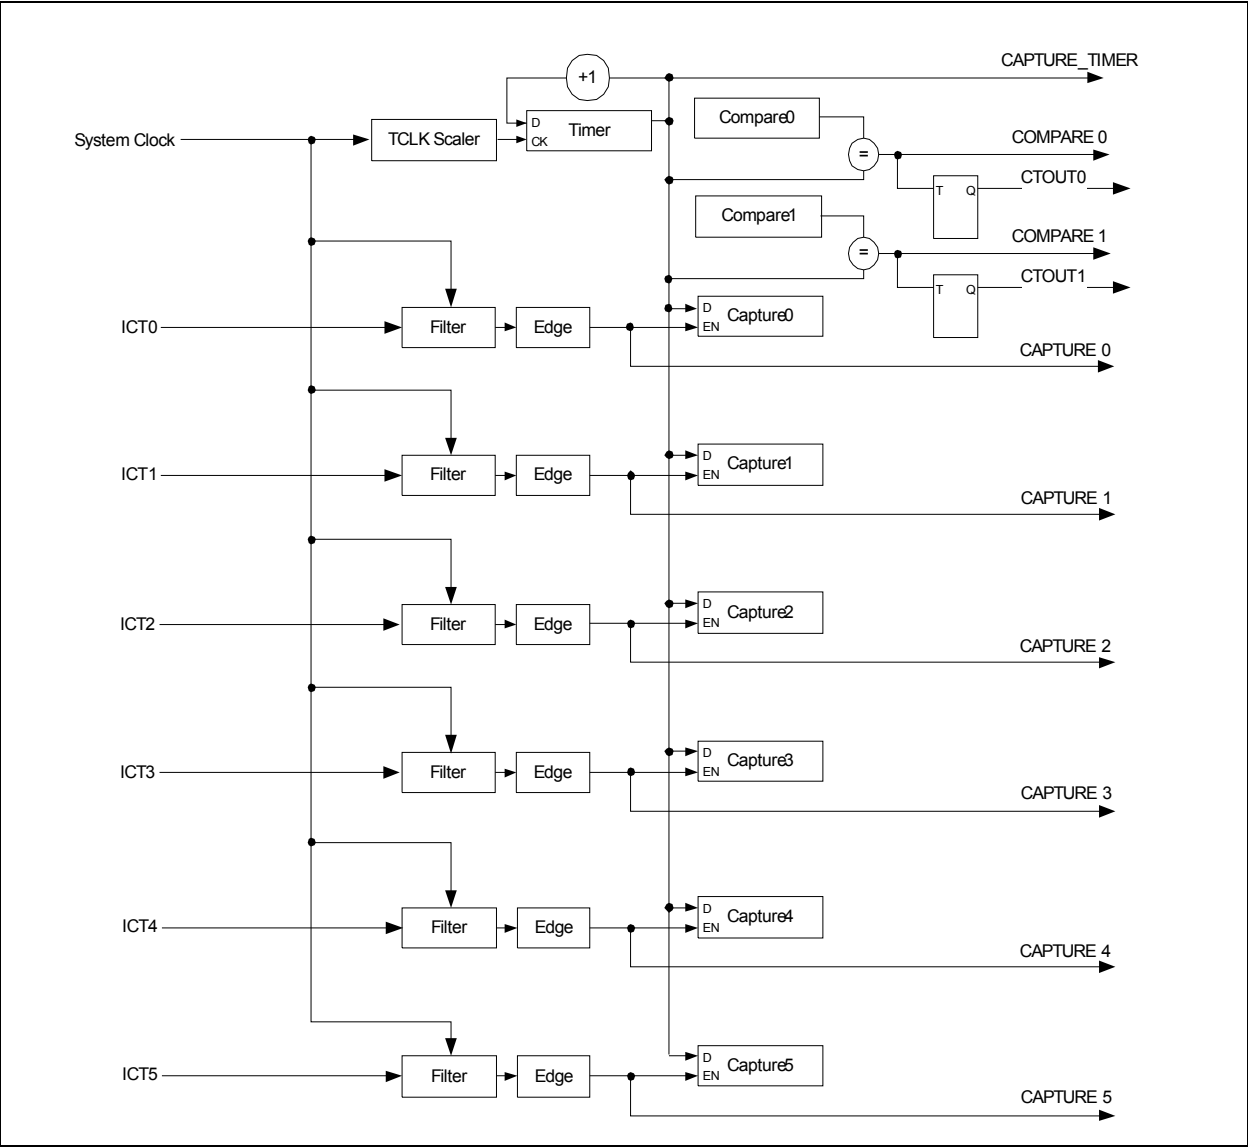 CAPTURE_TIMER
+1
Compare0
D
Timer
System Clock
TCLK Scaler
CK
COMPARE 0
=
CTOUT0
T Q
Compare1
COMPARE 1
=
CTOUT1
T Q
D
Capture0
ICT0
Filter
Edge
EN
CAPTURE 0
D
Capture1
ICT1
Filter
Edge
EN
CAPTURE 1
D
Capture2
ICT2
Filter
Edge
EN
CAPTURE 2
D
Capture3
ICT3
Filter
Edge
EN
CAPTURE 3
D
Capture4
ICT4
Filter
Edge
EN
CAPTURE 4
D
Capture5
ICT5
Filter
Edge
EN
CAPTURE 5